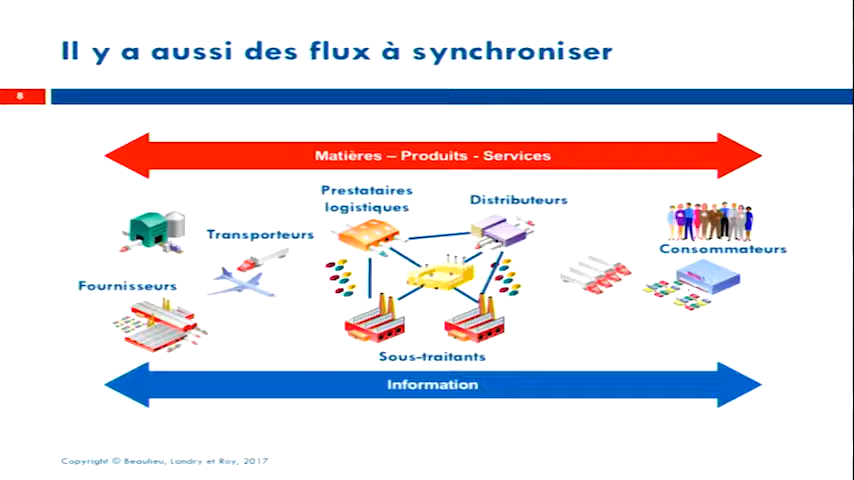 Il y a aussi des flux à synchroniser
8
Matières – Produits - Services
Prestataires
logistiques
Distributeurs
Transporteurs
Consommateurs
Fournisseurs
Sous-traitants
Information
Copyright © Beaulieu, Landry et Roy, 2017